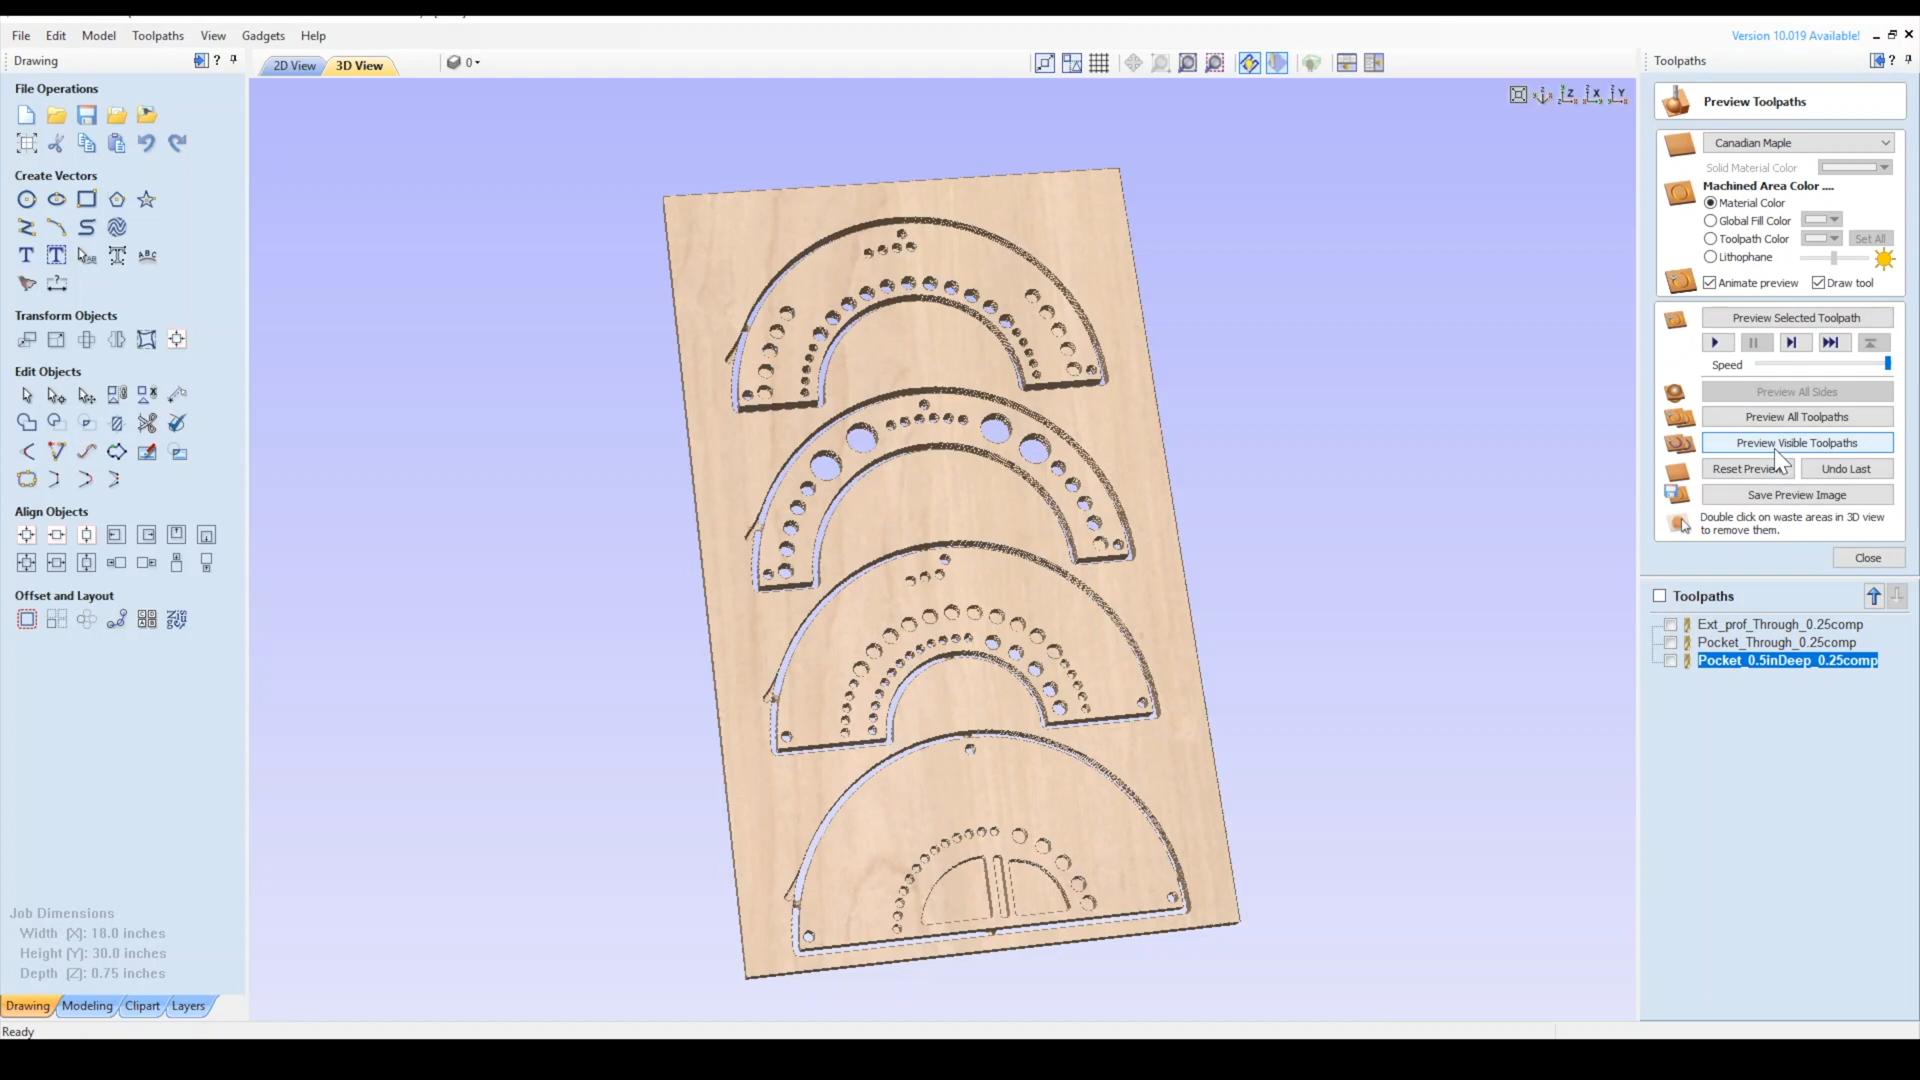 File Edit Model Toolpaths View Gadgets Help
Version 10.019 Available!
Drawing
2D View
3D View
0
Toolpaths
File Operations
Create Vectors
Transform Objects
Edit Objects
Align Objects
Offset and Layout
Job Dimensions
Width (X): 18.0 inches
Height (Y): 30.0 inches
Depth (Z): 0.75 inches
Drawing Modeling Clipart Layers
Ready
Z X Y
Preview Toolpaths
Canadian Maple
Solid Material Color
Machined Area Color ....
Material Color
Global Fill Color
Toolpath Color Set All
Lithophane
Animate preview Draw tool
Preview Selected Toolpath
Speed
Preview All Sides
Preview All Toolpaths
Preview Visible Toolpaths
Reset Preview Undo Last
Save Preview Image
Double click on waste areas in 3D view
to remove them.
Close
Toolpaths
Ext_prof_Through_0.25comp
Pocket_Through_0.25comp
Pocket_0.5inDeep_0.25comp